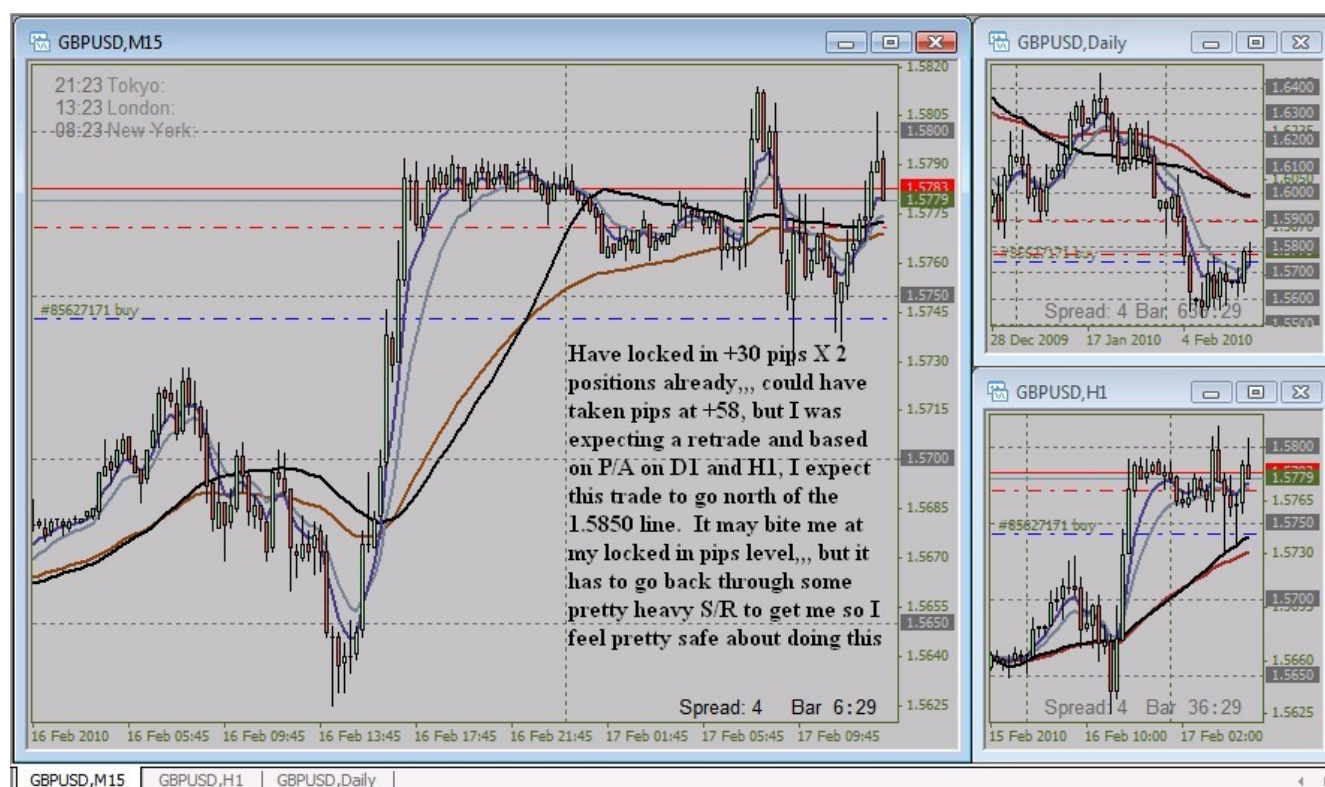 GBPUSD,M15
21:23 Tokyo:
13:23 London:
08:23 New York:
#85627171 buy
Have locked in +30 pips X 2
positions already,,, could have
taken pips at +58, but I was
expecting a retrade and based
on P/A on D1 and H1, I expect
this trade to go north of the
1.5850 line.  It may bite me at
my locked in pips level,,, but it
has to go back through some
pretty heavy S/R to get me so I
feel pretty safe about doing this
Spread: 4 Bar 6:29
1.5820
1.5805
1.5800
1.5790
1.5783
1.5779
1.5775
1.5760
1.5750
1.5745
1.5730
1.5715
1.5700
1.5685
1.5670
1.5655
1.5650
1.5640
1.5625
16 Feb 2010 16 Feb 05:45 16 Feb 09:45 16 Feb 13:45 16 Feb 17:45 16 Feb 21:45 17 Feb 01:45 17 Feb 05:45 17 Feb 09:45
GBPUSD,Daily
1.6400
1.6300
1.6200
1.6100
1.6000
1.5900
1.5800
1.5700
1.5600
1.5500
#85627171 buy
Spread: 4 Bar
28 Dec 2009 17 Jan 2010 4 Feb 2010
GBPUSD,H1
1.5800
1.5779
1.5765
1.5750
1.5730
1.5700
1.5660
1.5650
1.5625
#85627171 buy
Spread: 4 Bar 36:29
15 Feb 2010 16 Feb 10:00 17 Feb 02:00
GBPUSD,M15 GBPUSD,H1 GBPUSD,Daily